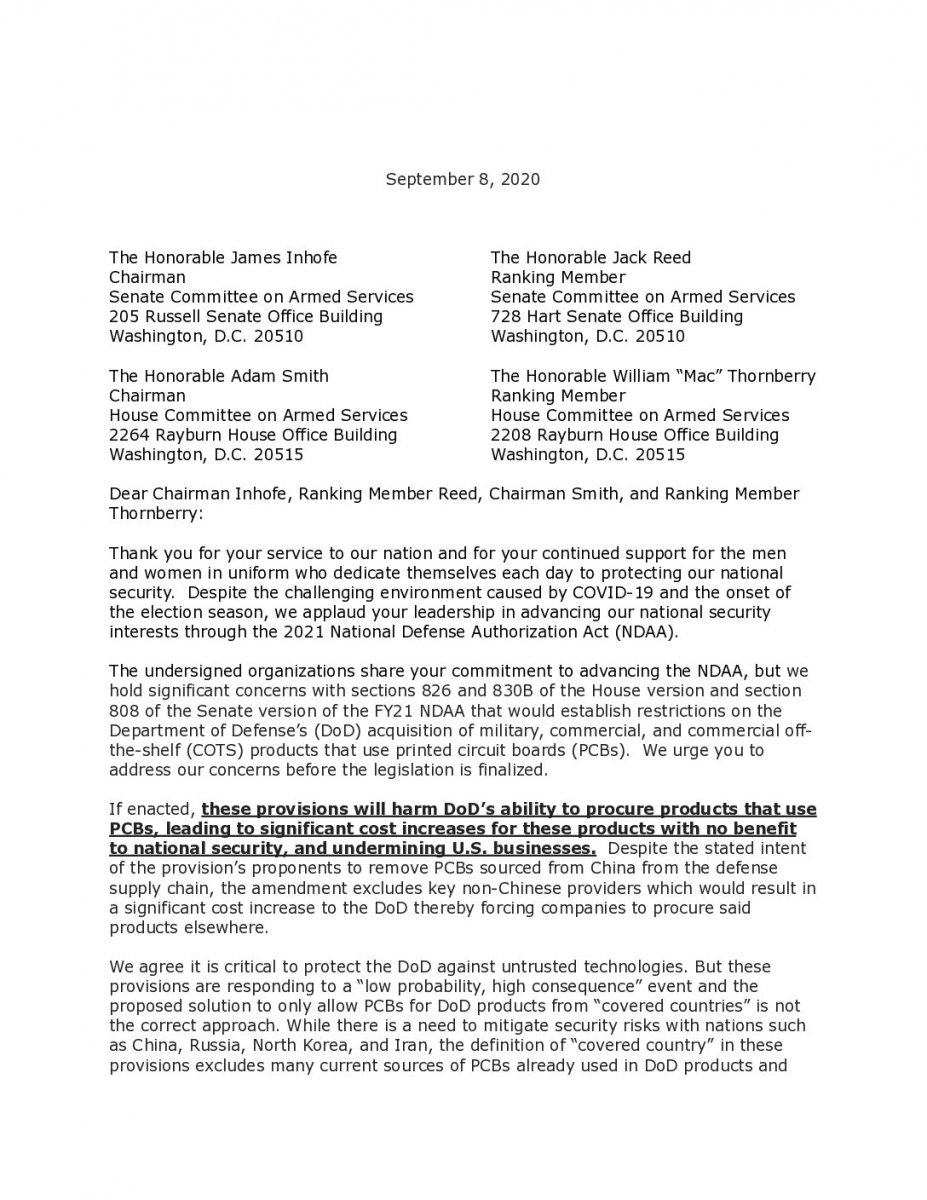 September 8, 2020
The Honorable James Inhofe
Chairman
Senate Committee on Armed Services
205 Russell Senate Office Building
Washington, D.C. 20510
The Honorable Jack Reed
Ranking Member
Senate Committee on Armed Services
728 Hart Senate Office Building
Washington, D.C. 20510
The Honorable Adam Smith
Chairman
House Committee on Armed Services
2264 Rayburn House Office Building
Washington, D.C. 20515
The Honorable William “Mac” Thornberry
Ranking Member
House Committee on Armed Services
2208 Rayburn House Office Building
Washington, D.C. 20515
Dear Chairman Inhofe, Ranking Member Reed, Chairman Smith, and Ranking Member
Thornberry:
Thank you for your service to our nation and for your continued support for the men
and women in uniform who dedicate themselves each day to protecting our national
security.  Despite the challenging environment caused by COVID-19 and the onset of
the election season, we applaud your leadership in advancing our national security
interests through the 2021 National Defense Authorization Act (NDAA).
The undersigned organizations share your commitment to advancing the NDAA, but we
hold significant concerns with sections 826 and 830B of the House version and section
808 of the Senate version of the FY21 NDAA that would establish restrictions on the
Department of Defense’s (DoD) acquisition of military, commercial, and commercial off-
the-shelf (COTS) products that use printed circuit boards (PCBs).  We urge you to
address our concerns before the legislation is finalized.
If enacted, these provisions will harm DoD’s ability to procure products that use
PCBs, leading to significant cost increases for these products with no benefit
to national security, and undermining U.S. businesses.  Despite the stated intent
of the provision’s proponents to remove PCBs sourced from China from the defense
supply chain, the amendment excludes key non-Chinese providers which would result in
a significant cost increase to the DoD thereby forcing companies to procure said
products elsewhere.
We agree it is critical to protect the DoD against untrusted technologies. But these
provisions are responding to a “low probability, high consequence” event and the
proposed solution to only allow PCBs for DoD products from “covered countries” is not
the correct approach. While there is a need to mitigate security risks with nations such
as China, Russia, North Korea, and Iran, the definition of “covered country” in these
provisions excludes many current sources of PCBs already used in DoD products and